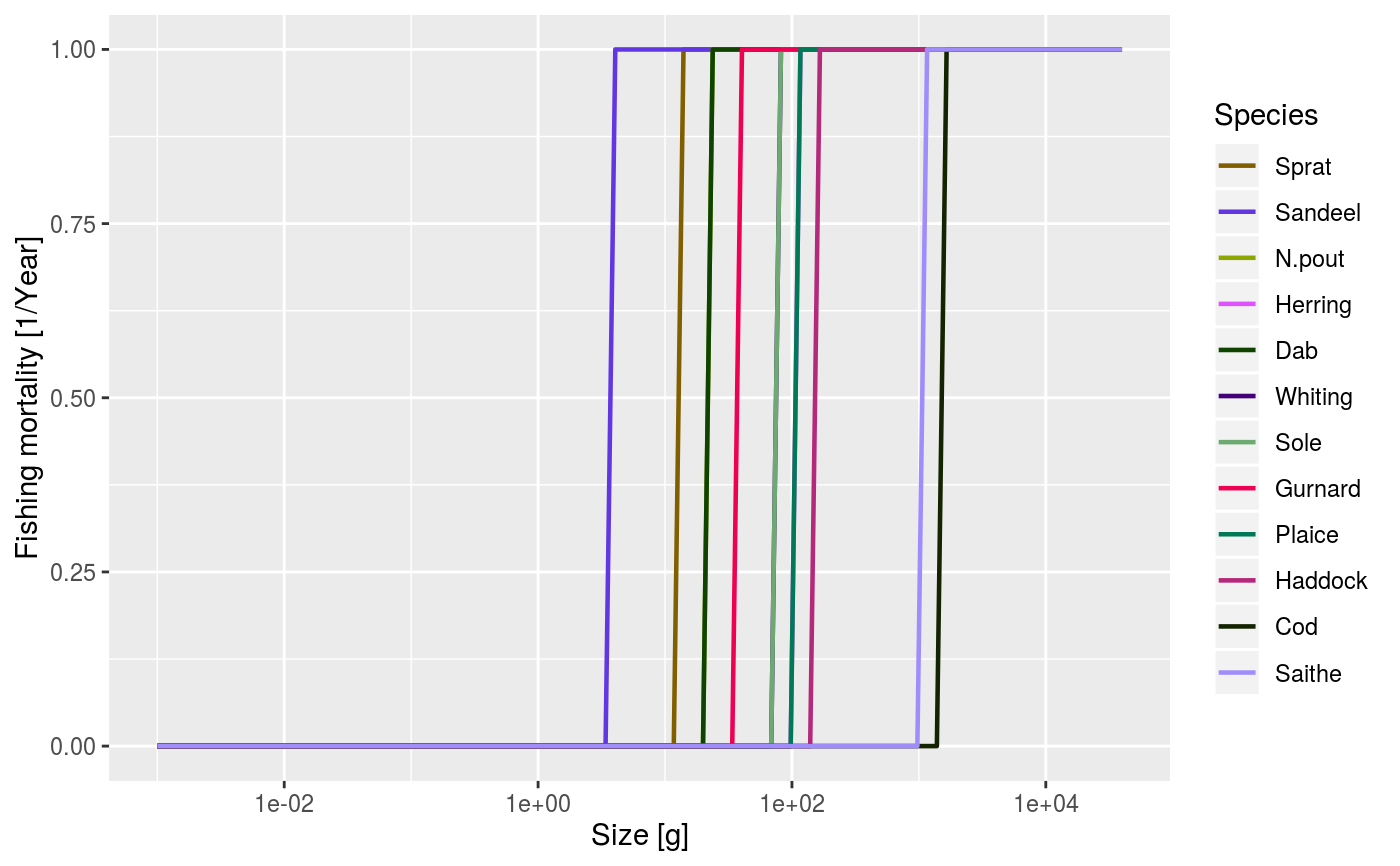 Fishing mortality [1/Year]
1.00
0.75
0.50
0.25
0.00
1e-02
1e+00
1e+02
1e+04
Size [g]
Species
Sprat
Sandeel
N.pout
Herring
Dab
Whiting
Sole
Gurnard
Plaice
Haddock
Cod
Saithe